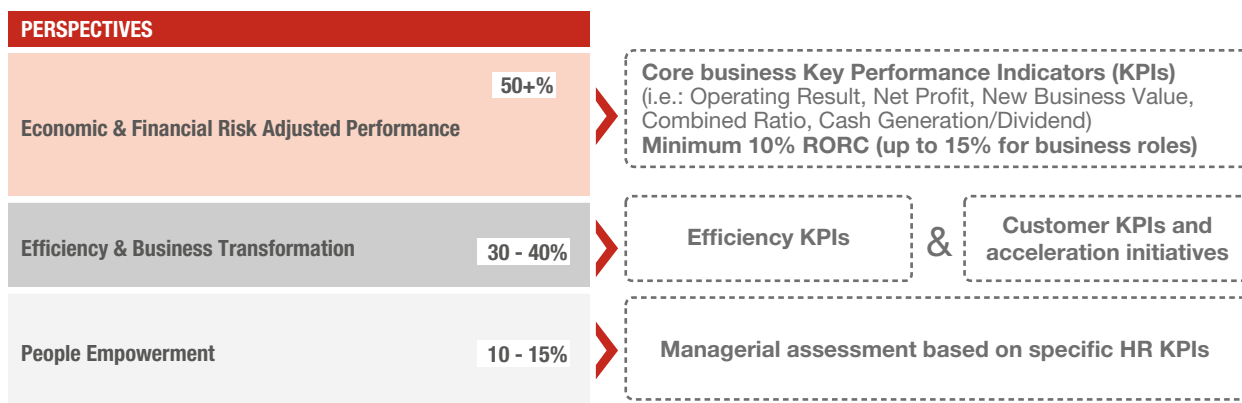 PERSPECTIVES
Economic & Financial Risk Adjusted Performance
50+%
Core business Key Performance Indicators (KPIs)
(i.e.: Operating Result, Net Profit, New Business Value,
Combined Ratio, Cash Generation/Dividend)
Minimum 10% RORC (up to 15% for business roles)
Efficiency & Business Transformation
30 - 40%
Efficiency KPIs
&
Customer KPIs and
acceleration initiatives
People Empowerment
10 - 15%
Managerial assessment based on specific HR KPIs